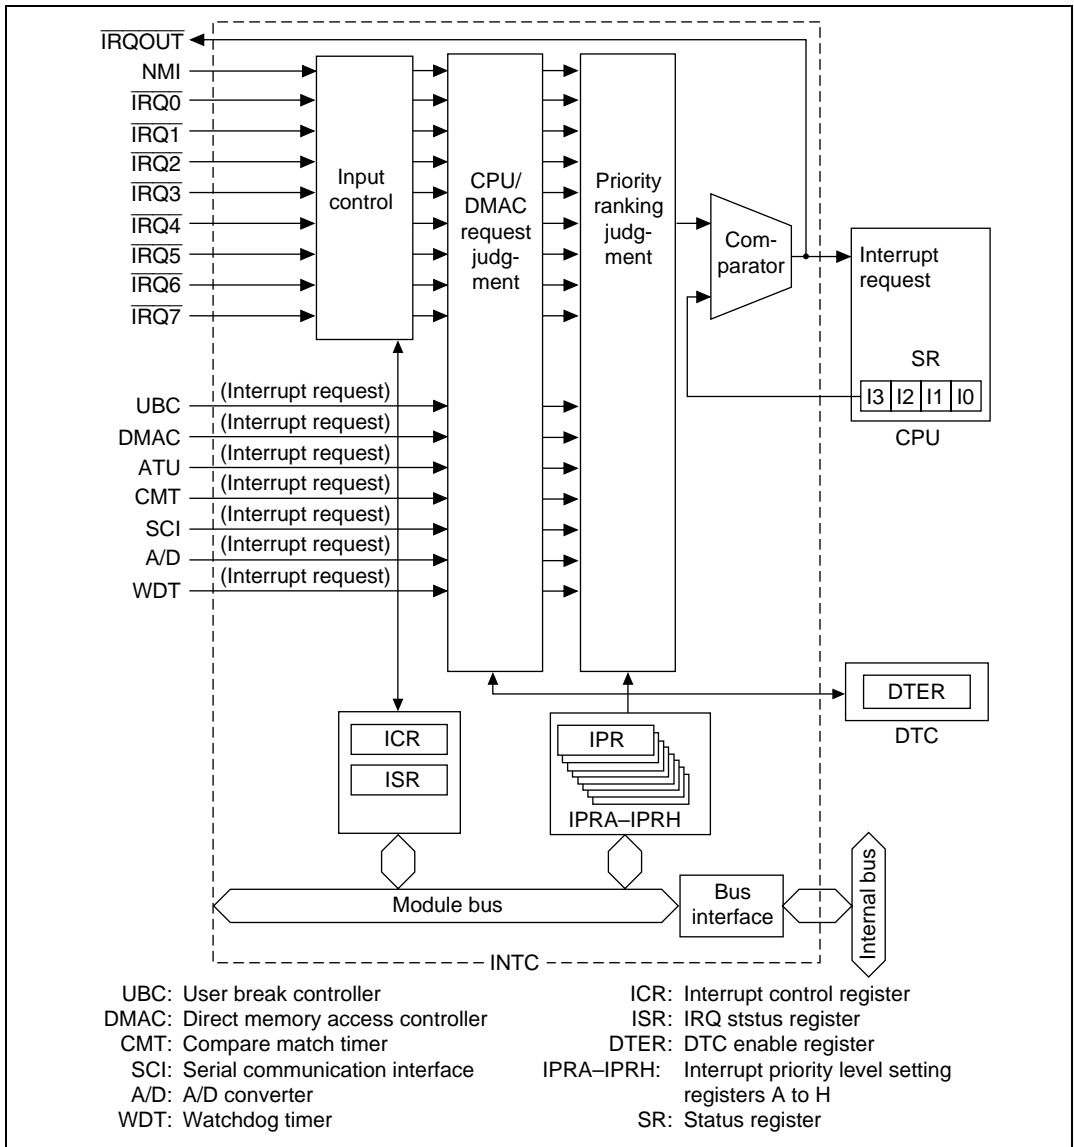 IRQOUT
NMI
IRQ0
IRQ1
IRQ2
IRQ3
IRQ4
IRQ5
IRQ6
IRQ7
Input
control
CPU/
DMAC
request
judg-
ment
Priority
ranking
judg-
ment
Com-
parator
Interrupt
request
SR
I3 I2 I1 I0
CPU
UBC (Interrupt request)
DMAC (Interrupt request)
ATU (Interrupt request)
CMT (Interrupt request)
SCI (Interrupt request)
A/D (Interrupt request)
WDT (Interrupt request)
DTER
DTC
ICR
ISR
IPR
IPRA–IPRH
Module bus
Bus
interface
Internal bus
INTC
UBC: User break controller
DMAC: Direct memory access controller
CMT: Compare match timer
SCI: Serial communication interface
A/D: A/D converter
WDT: Watchdog timer
ICR: Interrupt control register
ISR: IRQ ststus register
DTER: DTC enable register
IPRA–IPRH: Interrupt priority level setting
registers A to H
SR: Status register